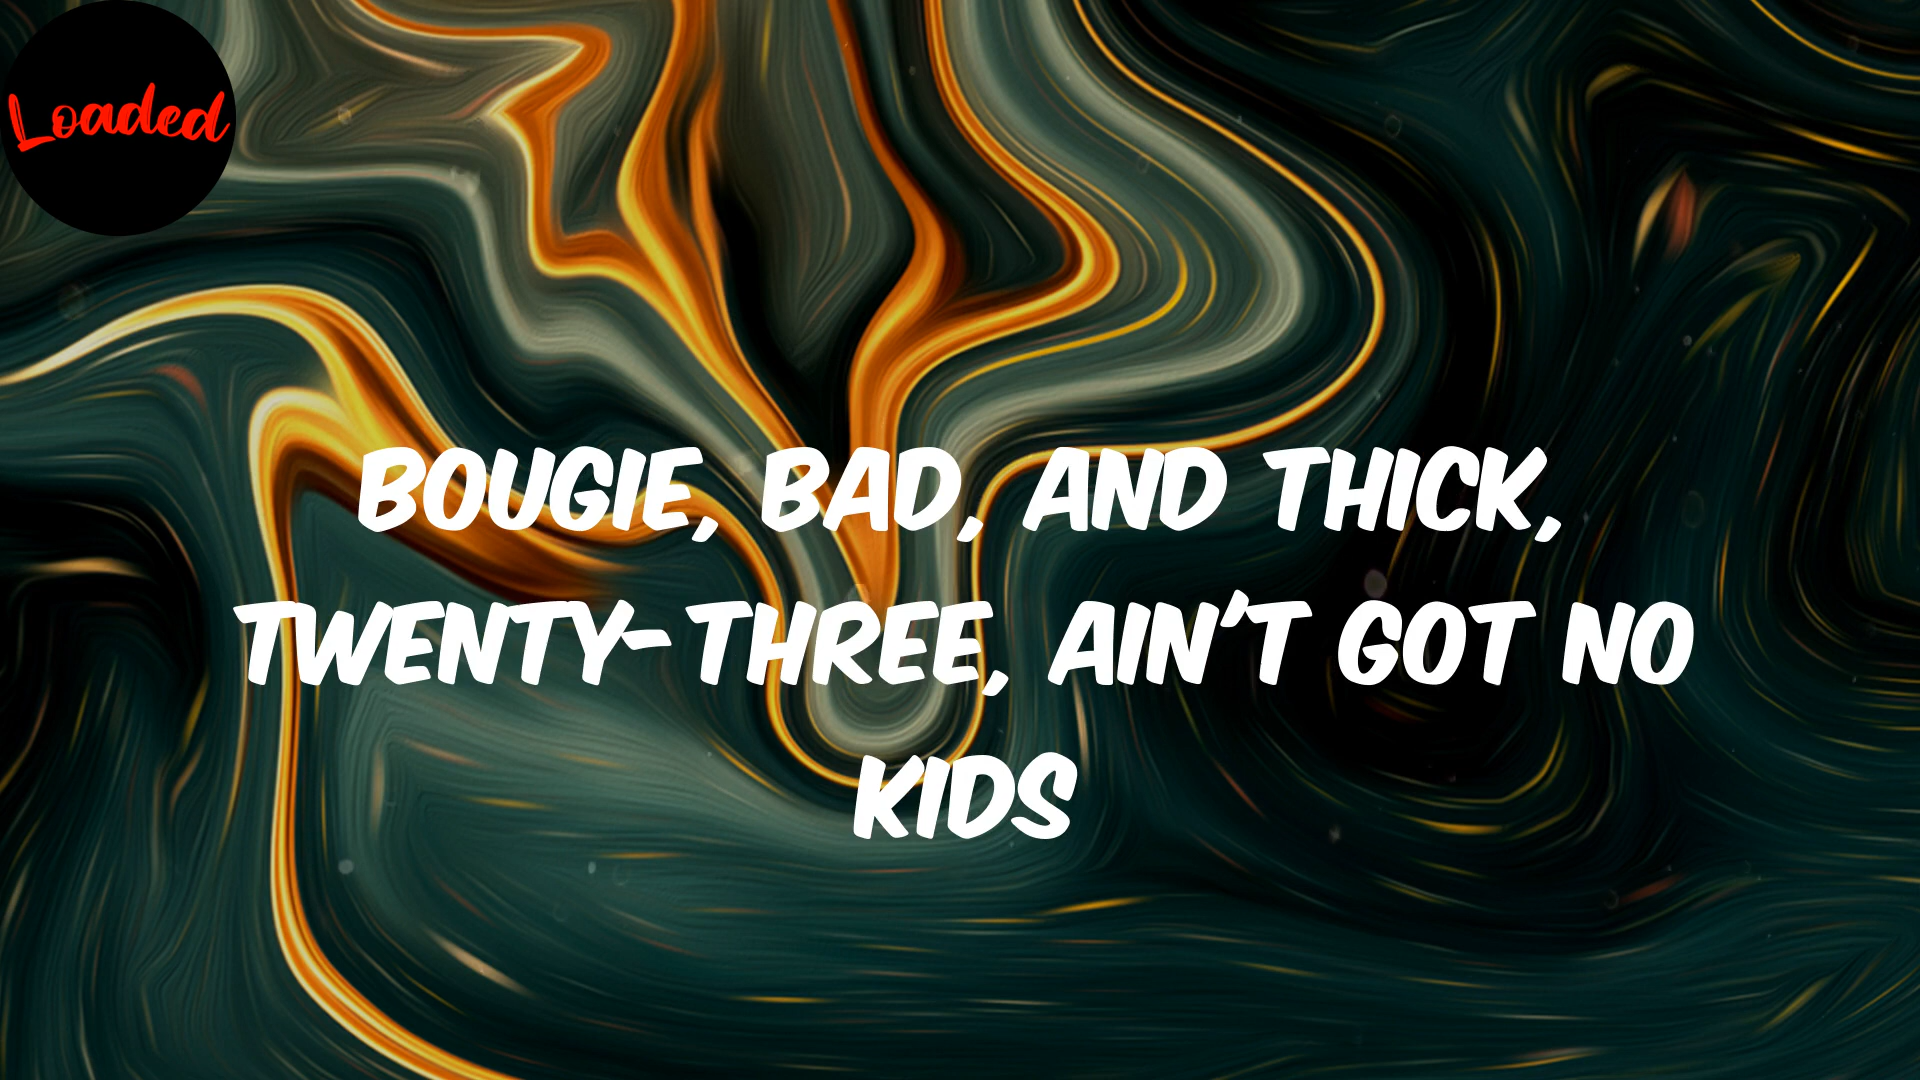 Loaded
BOUGIE, BAD, AND THICK,
TWENTY-THREE, AIN'T GOT NO
KIDS